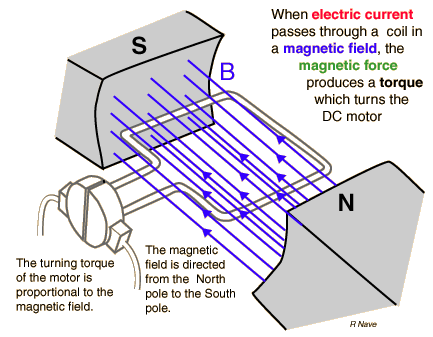 When electric current
passes through a coil in
a magnetic field, the
magnetic force
produces a torque
which turns the
DC motor
S
B
N
The turning torque
of the motor is
proportional to the
magnetic field.
The magnetic
field is directed
from the North
pole to the South
pole.
R Nave